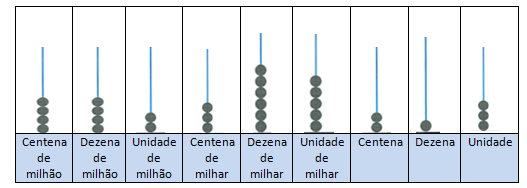 Centena de milhão
Dezena de milhão
Unidade de milhão
Centena de milhar
Dezena de milhar
Unidade de milhar
Centena
Dezena
Unidade